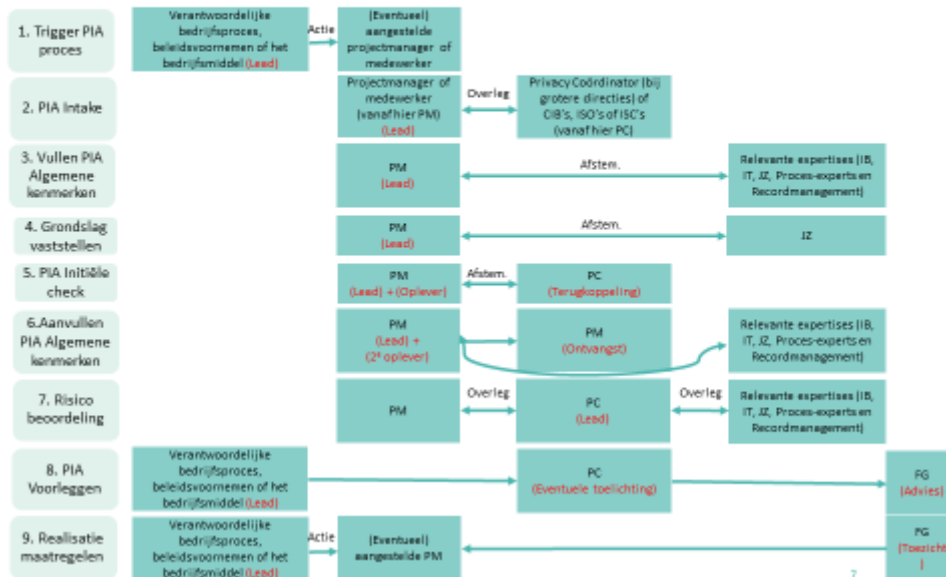 1. Trigger PIA
proces
Verantwoordelijke
bedrijfsproces,
beleidsvoornemen of het
bedrijfsmiddel (Lead)
Actie
(Eventueel)
aangestelde
projectmanager of
medewerker
2. PIA Intake
Projectmanager of
medewerker
(vanaf hier PM)
(Lead)
Overleg
Privacy Coördinator (bij
grotere directies) of
CIB's, ISO's of ISC's
(vanaf hier PC)
3. Vullen PIA
Algemene
kenmerken
PM
(Lead)
Afstem.
Relevante expertises (IB,
IT, JZ, Proces-experts en
Recordmanagement)
4. Grondslag
vaststellen
PM
(Lead)
Afstem.
JZ
5. PIA Initiële
check
PM
(Lead) + (Oplever)
Afstem.
PC
(Terugkoppeling)
6.Aanvullen
PIA Algemene
kenmerken
PM
(Lead) +
(2e oplever)
PM
(Ontvangst)
Relevante expertises (IB,
IT, JZ, Proces-experts en
Recordmanagement)
7. Risico
beoordeling
PM
Overleg
PC
(Lead)
Overleg
Relevante expertises (IB,
IT, JZ, Proces-experts en
Recordmanagement)
8. PIA
Voorleggen
Verantwoordelijke
bedrijfsproces,
beleidsvoornemen of het
bedrijfsmiddel (Lead)
PC
(Eventuele toelichting)
FG
(Advies)
9. Realisatie
maatregelen
Verantwoordelijke
bedrijfsproces,
beleidsvoornemen of het
bedrijfsmiddel (Lead)
Actie
(Eventueel)
aangestelde PM
FG
(Toezicht
)
7